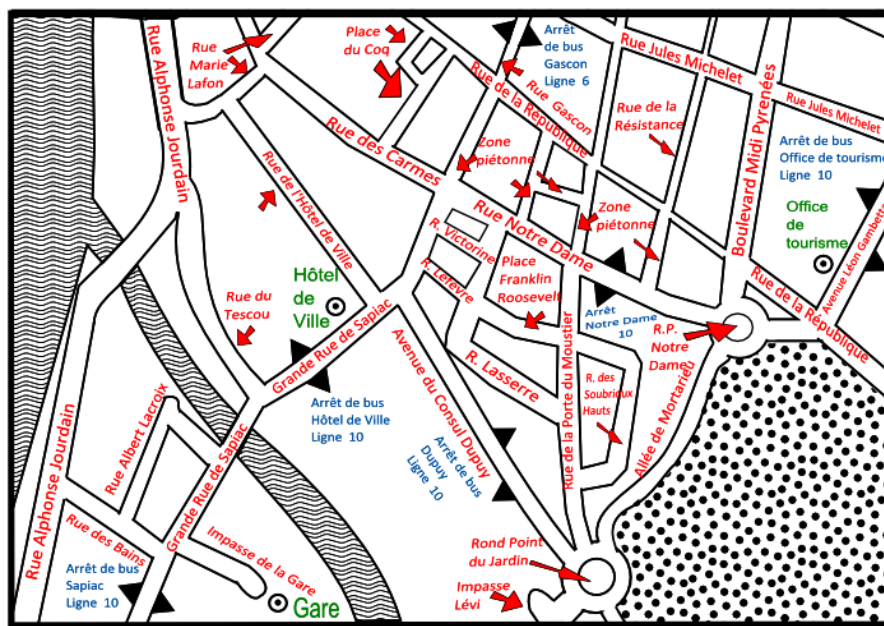 Rue Alphonse Jourdain
Rue
Marie
Lafon
Place
du Coq
Arrêt
de bus
Gascon
Ligne 6
Rue Gascon
Rue de la République
Rue Jules Michelet
Rue Jules Michelet
Boulevard Midi Pyrénées
Rue de la
Résistance
Arrêt de bus
Office de tourisme
Ligne 10
Office
de
tourisme
Avenue Léon Gambetta
Rue de la République
Rue des Carmes
Zone
piétonne
Zone
piétonne
Rue Notre Dame
Rue de l'Hôtel de Ville
R. Victorine
R. Lefèvre
Place
Franklin
Roosevelt
Arrêt
Notre Dame
10
R.P.
Notre
Dame
Hôtel
de
Ville
Rue du
Tescou
Grande Rue de Sapiac
Arrêt de bus
Hôtel de Ville
Ligne 10
Avenue du Consul Dupuy
Arrêt de bus
Dupuy
Ligne 10
R. Lasserre
Rue de la Porte du Moustier
R. des
Soubrioux
Hauts
Allée de Mortarieu
Rue Alphonse Jourdain
Rue Albert Lacroix
Grande Rue de Sapiac
Rue des Bains
Impasse de la Gare
Arrêt de bus
Sapiac
Ligne 10
Gare
Rond Point
du Jardin
Impasse
Lévi